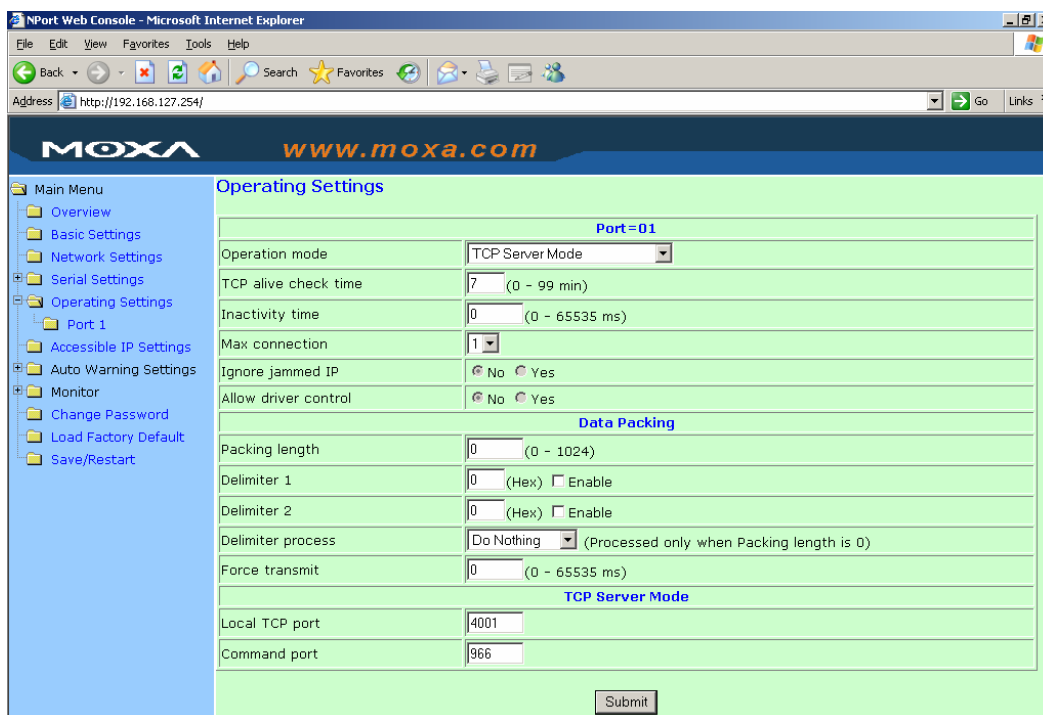 NPort Web Console - Microsoft Internet Explorer
File Edit View Favorites Tools Help
Back Search Favorites
Address http://192.168.127.254/ Go Links
MOXA www.moxa.com
Main Menu
Overview
Basic Settings
Network Settings
Serial Settings
Operating Settings
Port 1
Accessible IP Settings
Auto Warning Settings
Monitor
Change Password
Load Factory Default
Save/Restart
Operating Settings
Port=01
Operation mode TCP Server Mode
TCP alive check time 7 (0 - 99 min)
Inactivity time 0 (0 - 65535 ms)
Max connection 1
Ignore jammed IP No Yes
Allow driver control No Yes
Data Packing
Packing length 0 (0 - 1024)
Delimiter 1 0 (Hex) Enable
Delimiter 2 0 (Hex) Enable
Delimiter process Do Nothing (Processed only when Packing length is 0)
Force transmit 0 (0 - 65535 ms)
TCP Server Mode
Local TCP port 4001
Command port 966
Submit